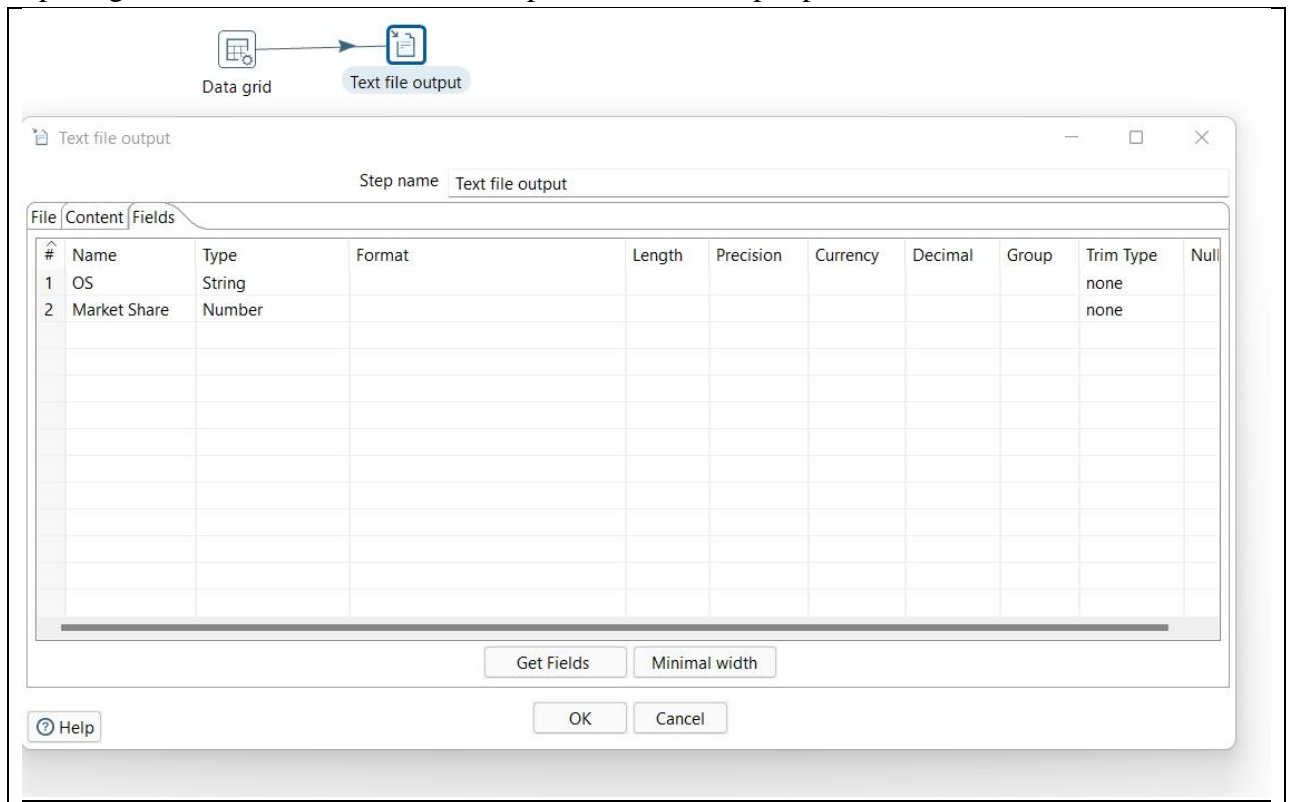 Data grid
Text file output
Text file output
Step name Text file output
File Content Fields
# Name Type Format Length Precision Currency Decimal Group Trim Type Null
1 OS String none
2 Market Share Number none
Get Fields Minimal width
Help OK Cancel